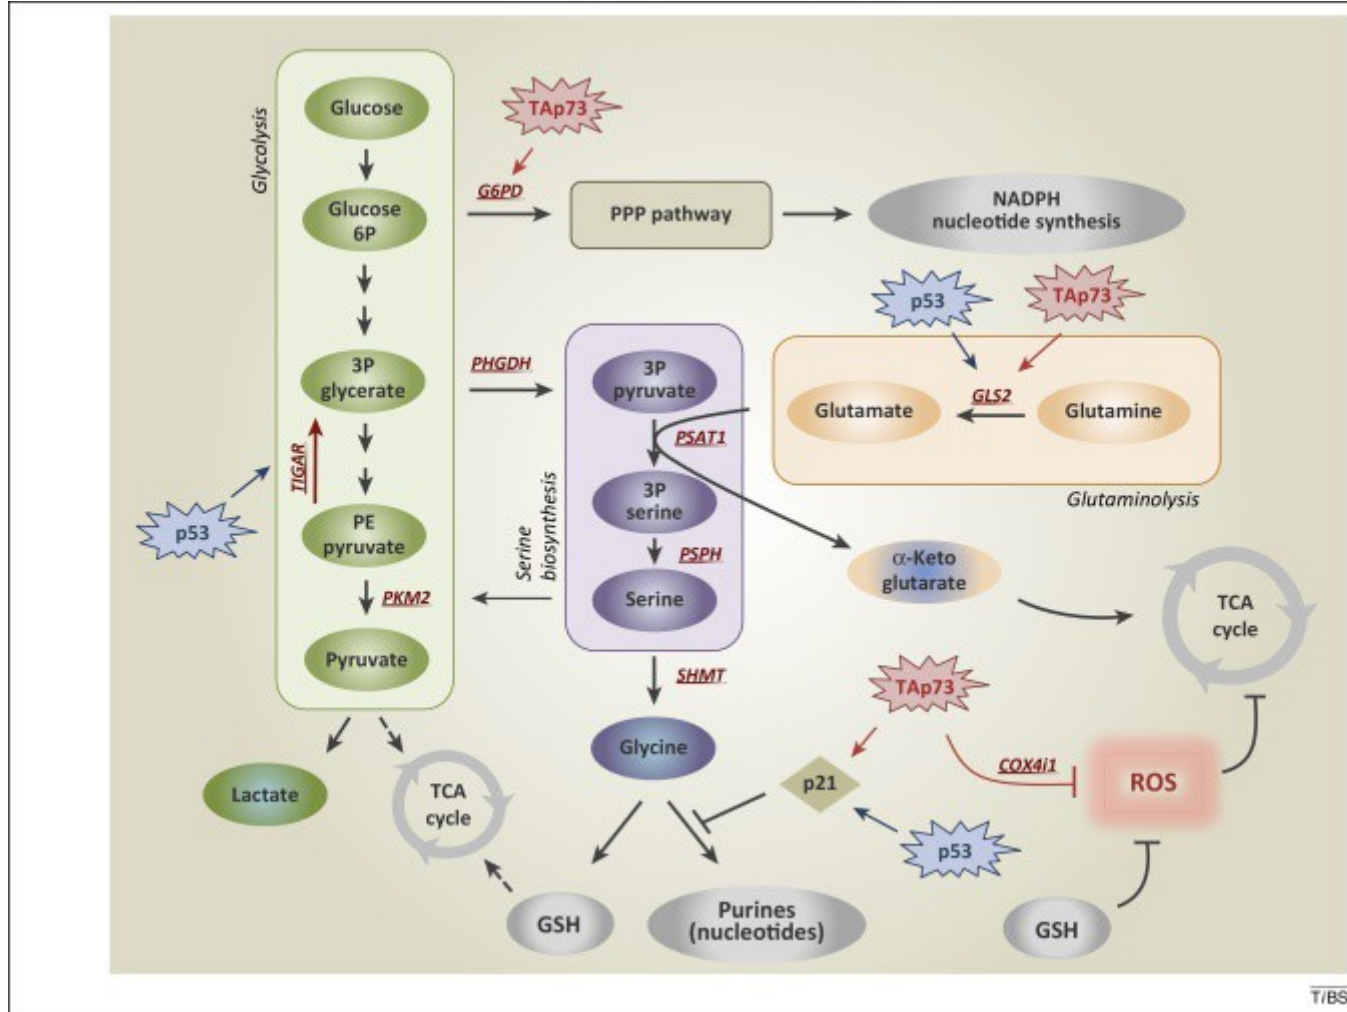 Glycolysis
Glucose
TAp73
G6PD
Glucose
6P
PPP pathway
NADPH
nucleotide synthesis
p53
TAp73
3P
glycerate
PHGDH
3P
pyruvate
Glutamate
GLS2
Glutamine
PSAT1
TIGAR
3P
serine
Glutaminolysis
p53
PE
pyruvate
Serine
biosynthesis
PSPH
α-Keto
glutarate
PKM2
Serine
TCA
cycle
Pyruvate
SHMT
TAp73
Glycine
COX4i1
ROS
Lactate
TCA
cycle
p21
p53
GSH
Purines
(nucleotides)
GSH
TiBS